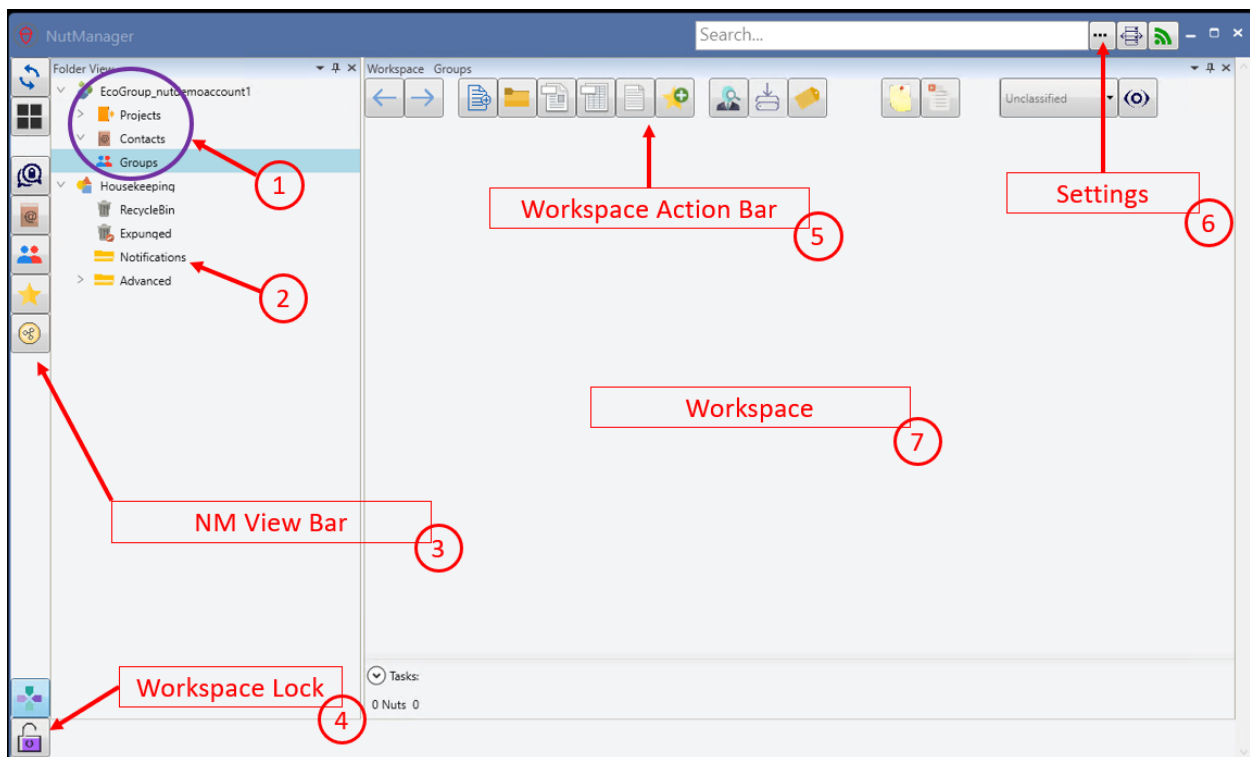 NutManager
Search...
Folder View
Workspace Groups
EcoGroup_nutdemoaccount1
Projects
Contacts
Groups
Housekeeping
RecycleBin
Expunged
Notifications
Advanced
Unclassified
1
2
Workspace Action Bar
5
Settings
6
Workspace
7
NM View Bar
3
Workspace Lock
4
Tasks:
0 Nuts 0